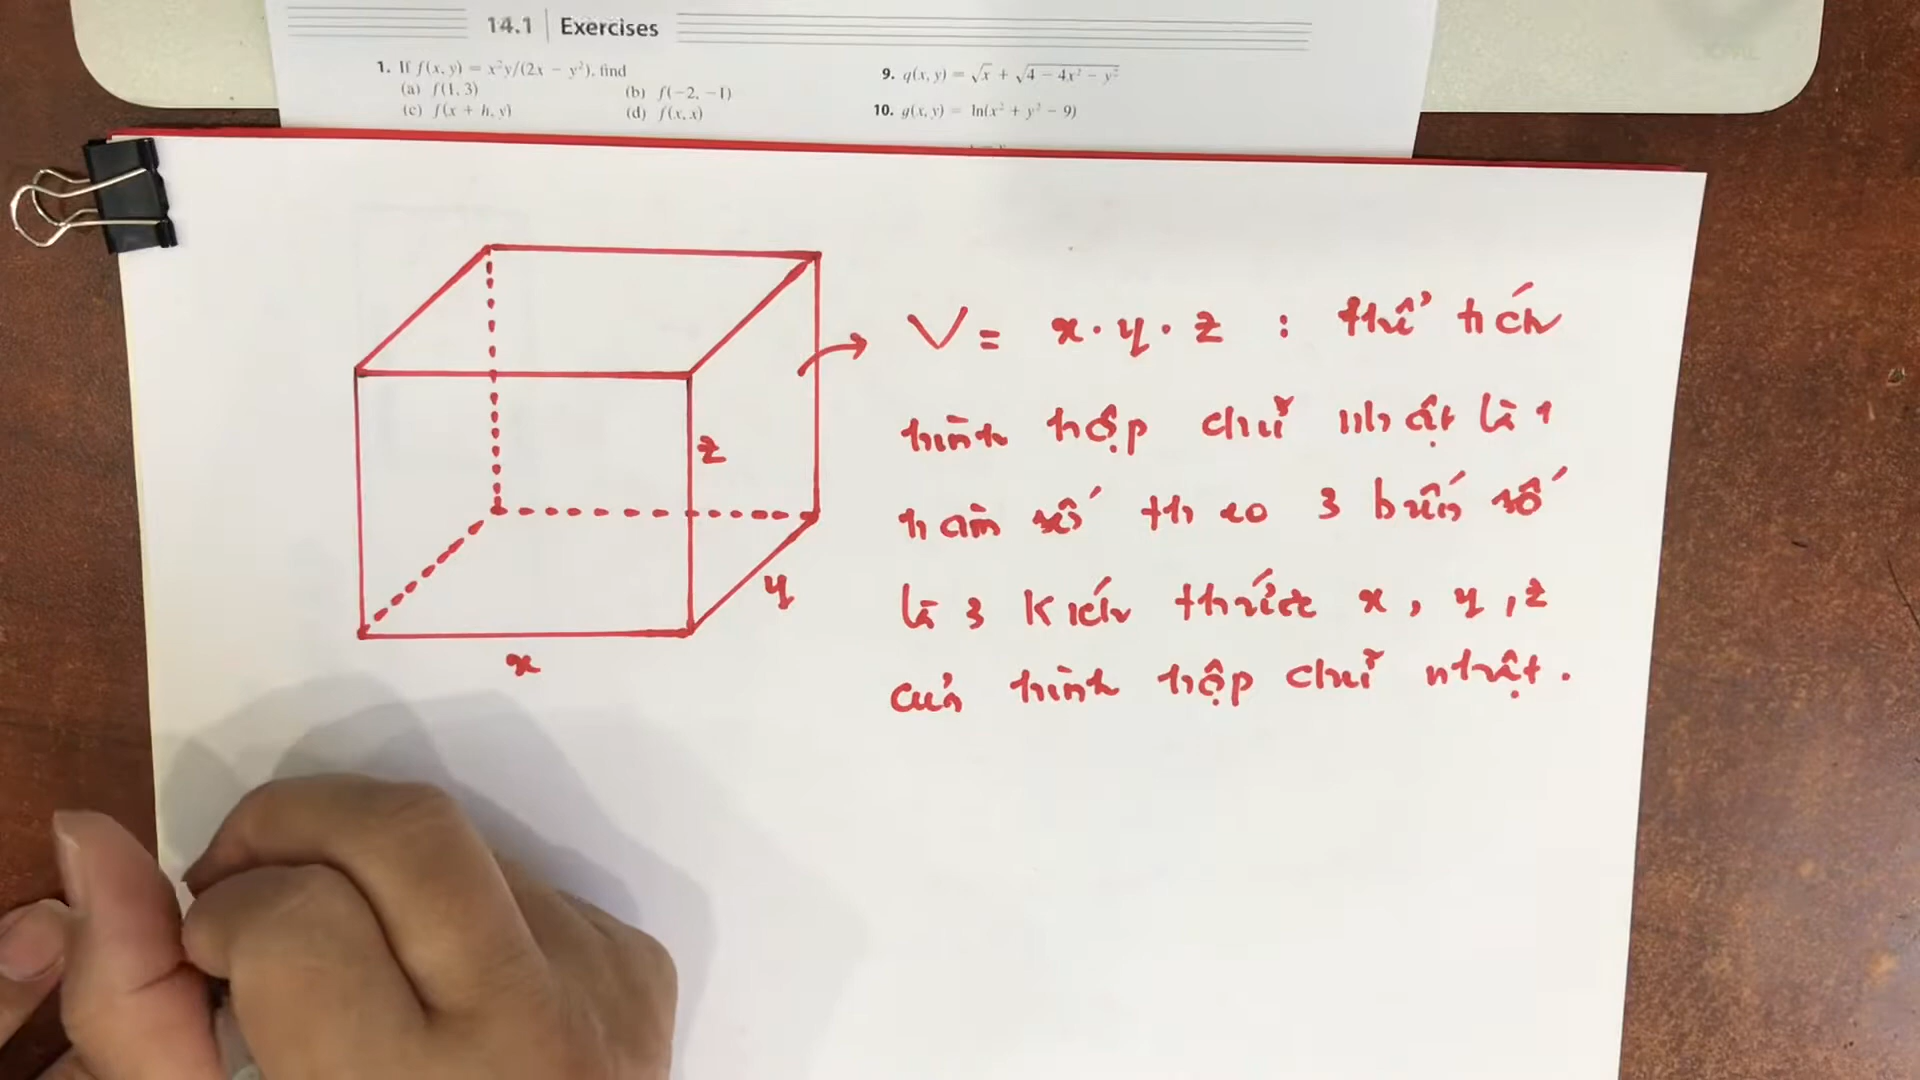 14.1 Exercises
1. If f(x, y) = x²y/(2x − y²), find
(a) f(1, 3) (b) f(−2, −1)
(c) f(x + h, y) (d) f(x, x)
9. q(x, y) = √x + √4 − 4x² − y²
10. g(x, y) = ln(x² + y² − 9)
z
y
x
V = x · y · z : thể tích
hình hộp chữ nhật là 1
hàm số theo 3 biến số
là 3 kích thước x, y, z
của hình hộp chữ nhật.